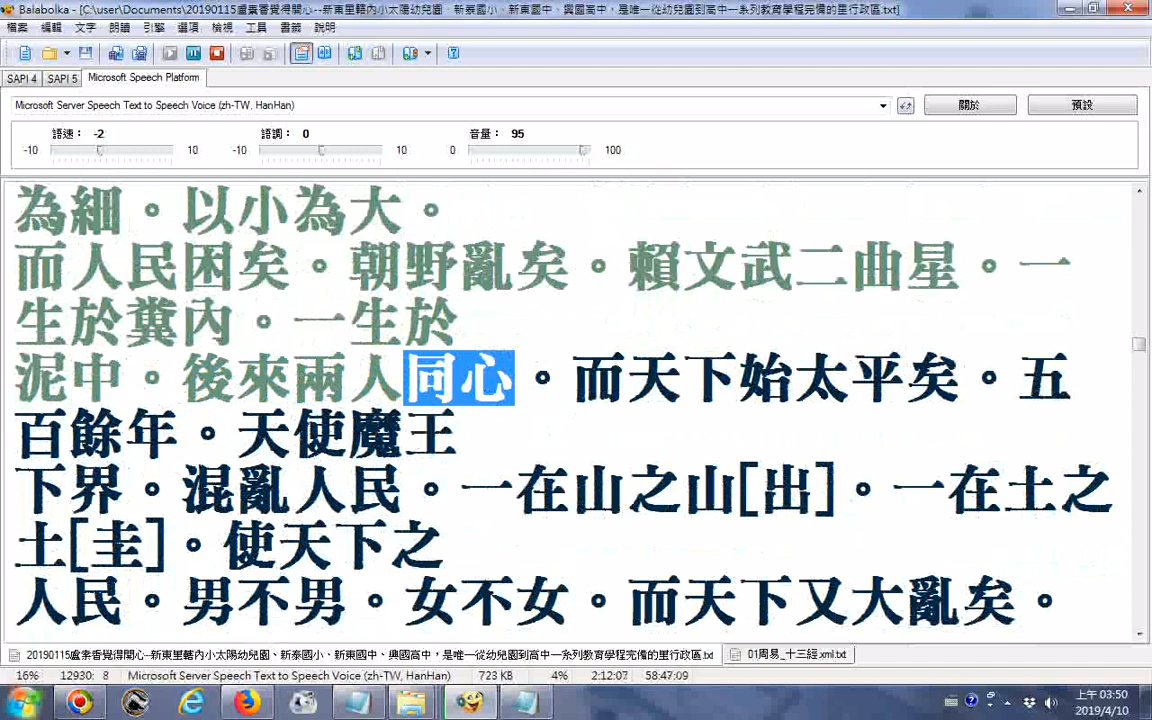 Balabolka - [C:\user\Documents\20190115盧素香覺得開心--新東里轄內小太陽幼兒園、新泰國小、新東國中、興國高中，是唯一從幼兒園到高中一系列教育學程完備的里行政區.txt]
檔案 編輯 文字 朗讀 引擎 選項 檢視 工具 書籤 說明
SAPI 4 SAPI 5 Microsoft Speech Platform
Microsoft Server Speech Text to Speech Voice (zh-TW, HanHan) 關於 預設
語速： -2 語調： 0 音量： 95
-10 10 -10 10 0 100
為細。以小為大。
而人民困矣。朝野亂矣。賴文武二曲星。一
生於糞內。一生於
泥中。後來兩人同心。而天下始太平矣。五
百餘年。天使魔王
下界。混亂人民。一在山之山[出]。一在土之
土[圭]。使天下之
人民。男不男。女不女。而天下又大亂矣。
20190115盧素香覺得開心--新東里轄內小太陽幼兒園、新泰國小、新東國中、興國高中，是唯一從幼兒園到高中一系列教育學程完備的里行政區.txt 01周易_十三經.xml.txt
16% 12930: 8 Microsoft Server Speech Text to Speech Voice (zh-TW, HanHan) 723 KB 4% 2:12:07 58:47:09
上午 03:50
2019/4/10